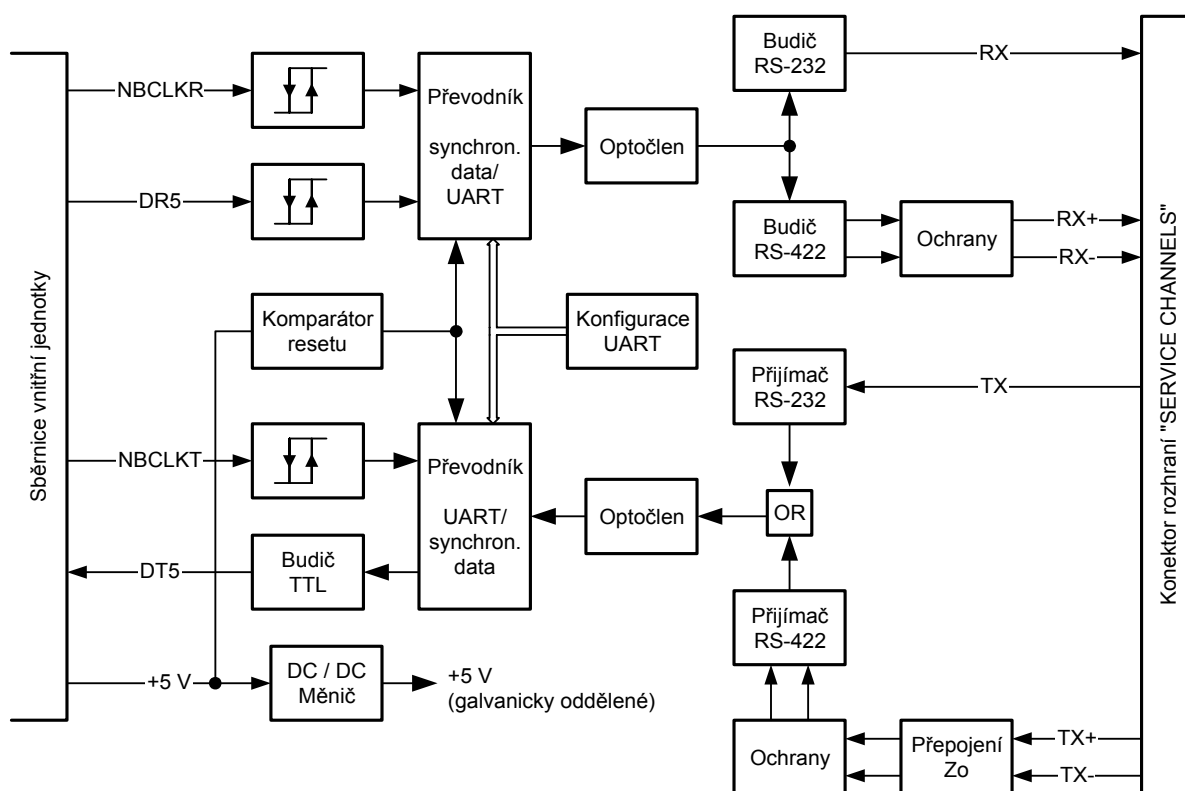 Sběrnice vnitřní jednotky
NBCLKR
DR5
Převodník
synchron.
data/
UART
Optočlen
Budič
RS-232
RX
Budič
RS-422
Ochrany
RX+
RX-
Komparátor
resetu
Konfigurace
UART
Přijímač
RS-232
TX
NBCLKT
Převodník
UART/
synchron.
data
Optočlen
OR
DT5
Budič
TTL
Přijímač
RS-422
+5 V
DC / DC
Měnič
+5 V
(galvanicky oddělené)
Ochrany
Přepojení
Zo
TX+
TX-
Konektor rozhraní "SERVICE CHANNELS"